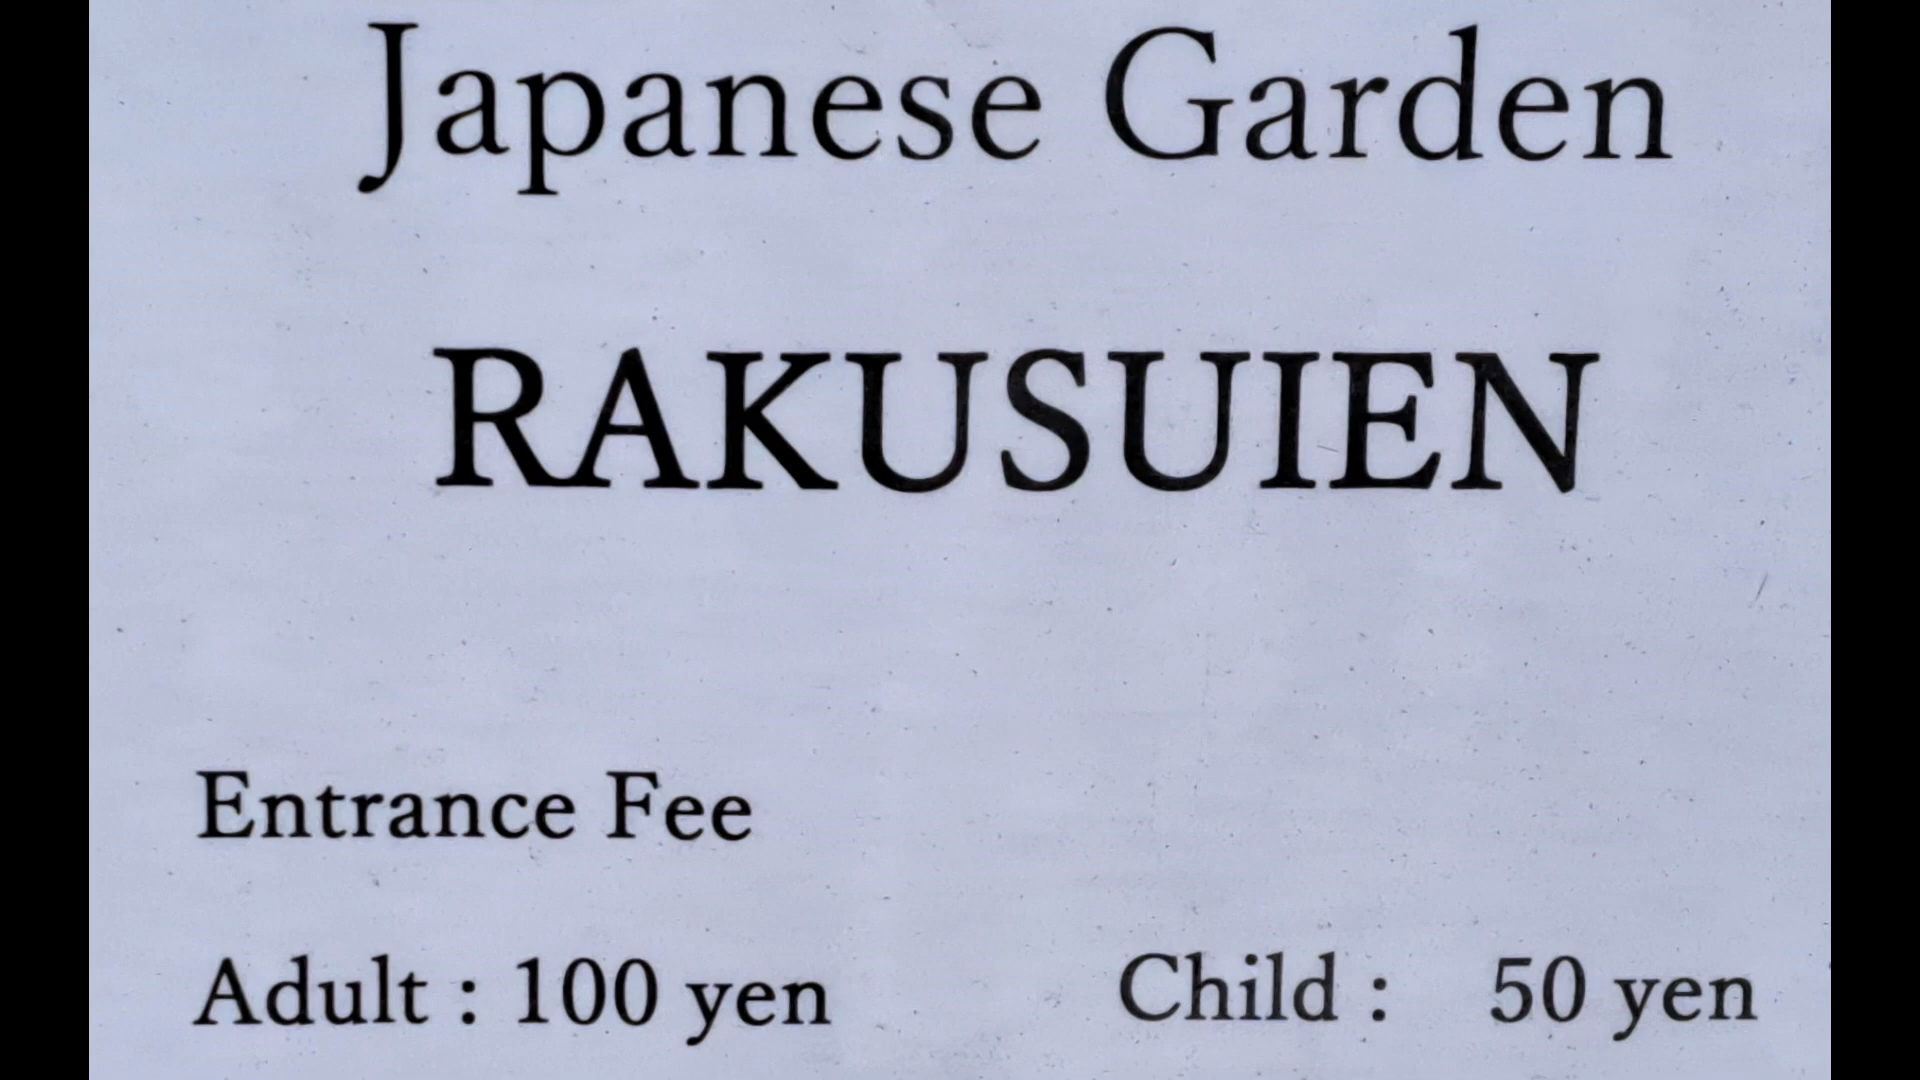 Japanese Garden
RAKUSUIEN
Entrance Fee
Adult : 100 yen Child : 50 yen